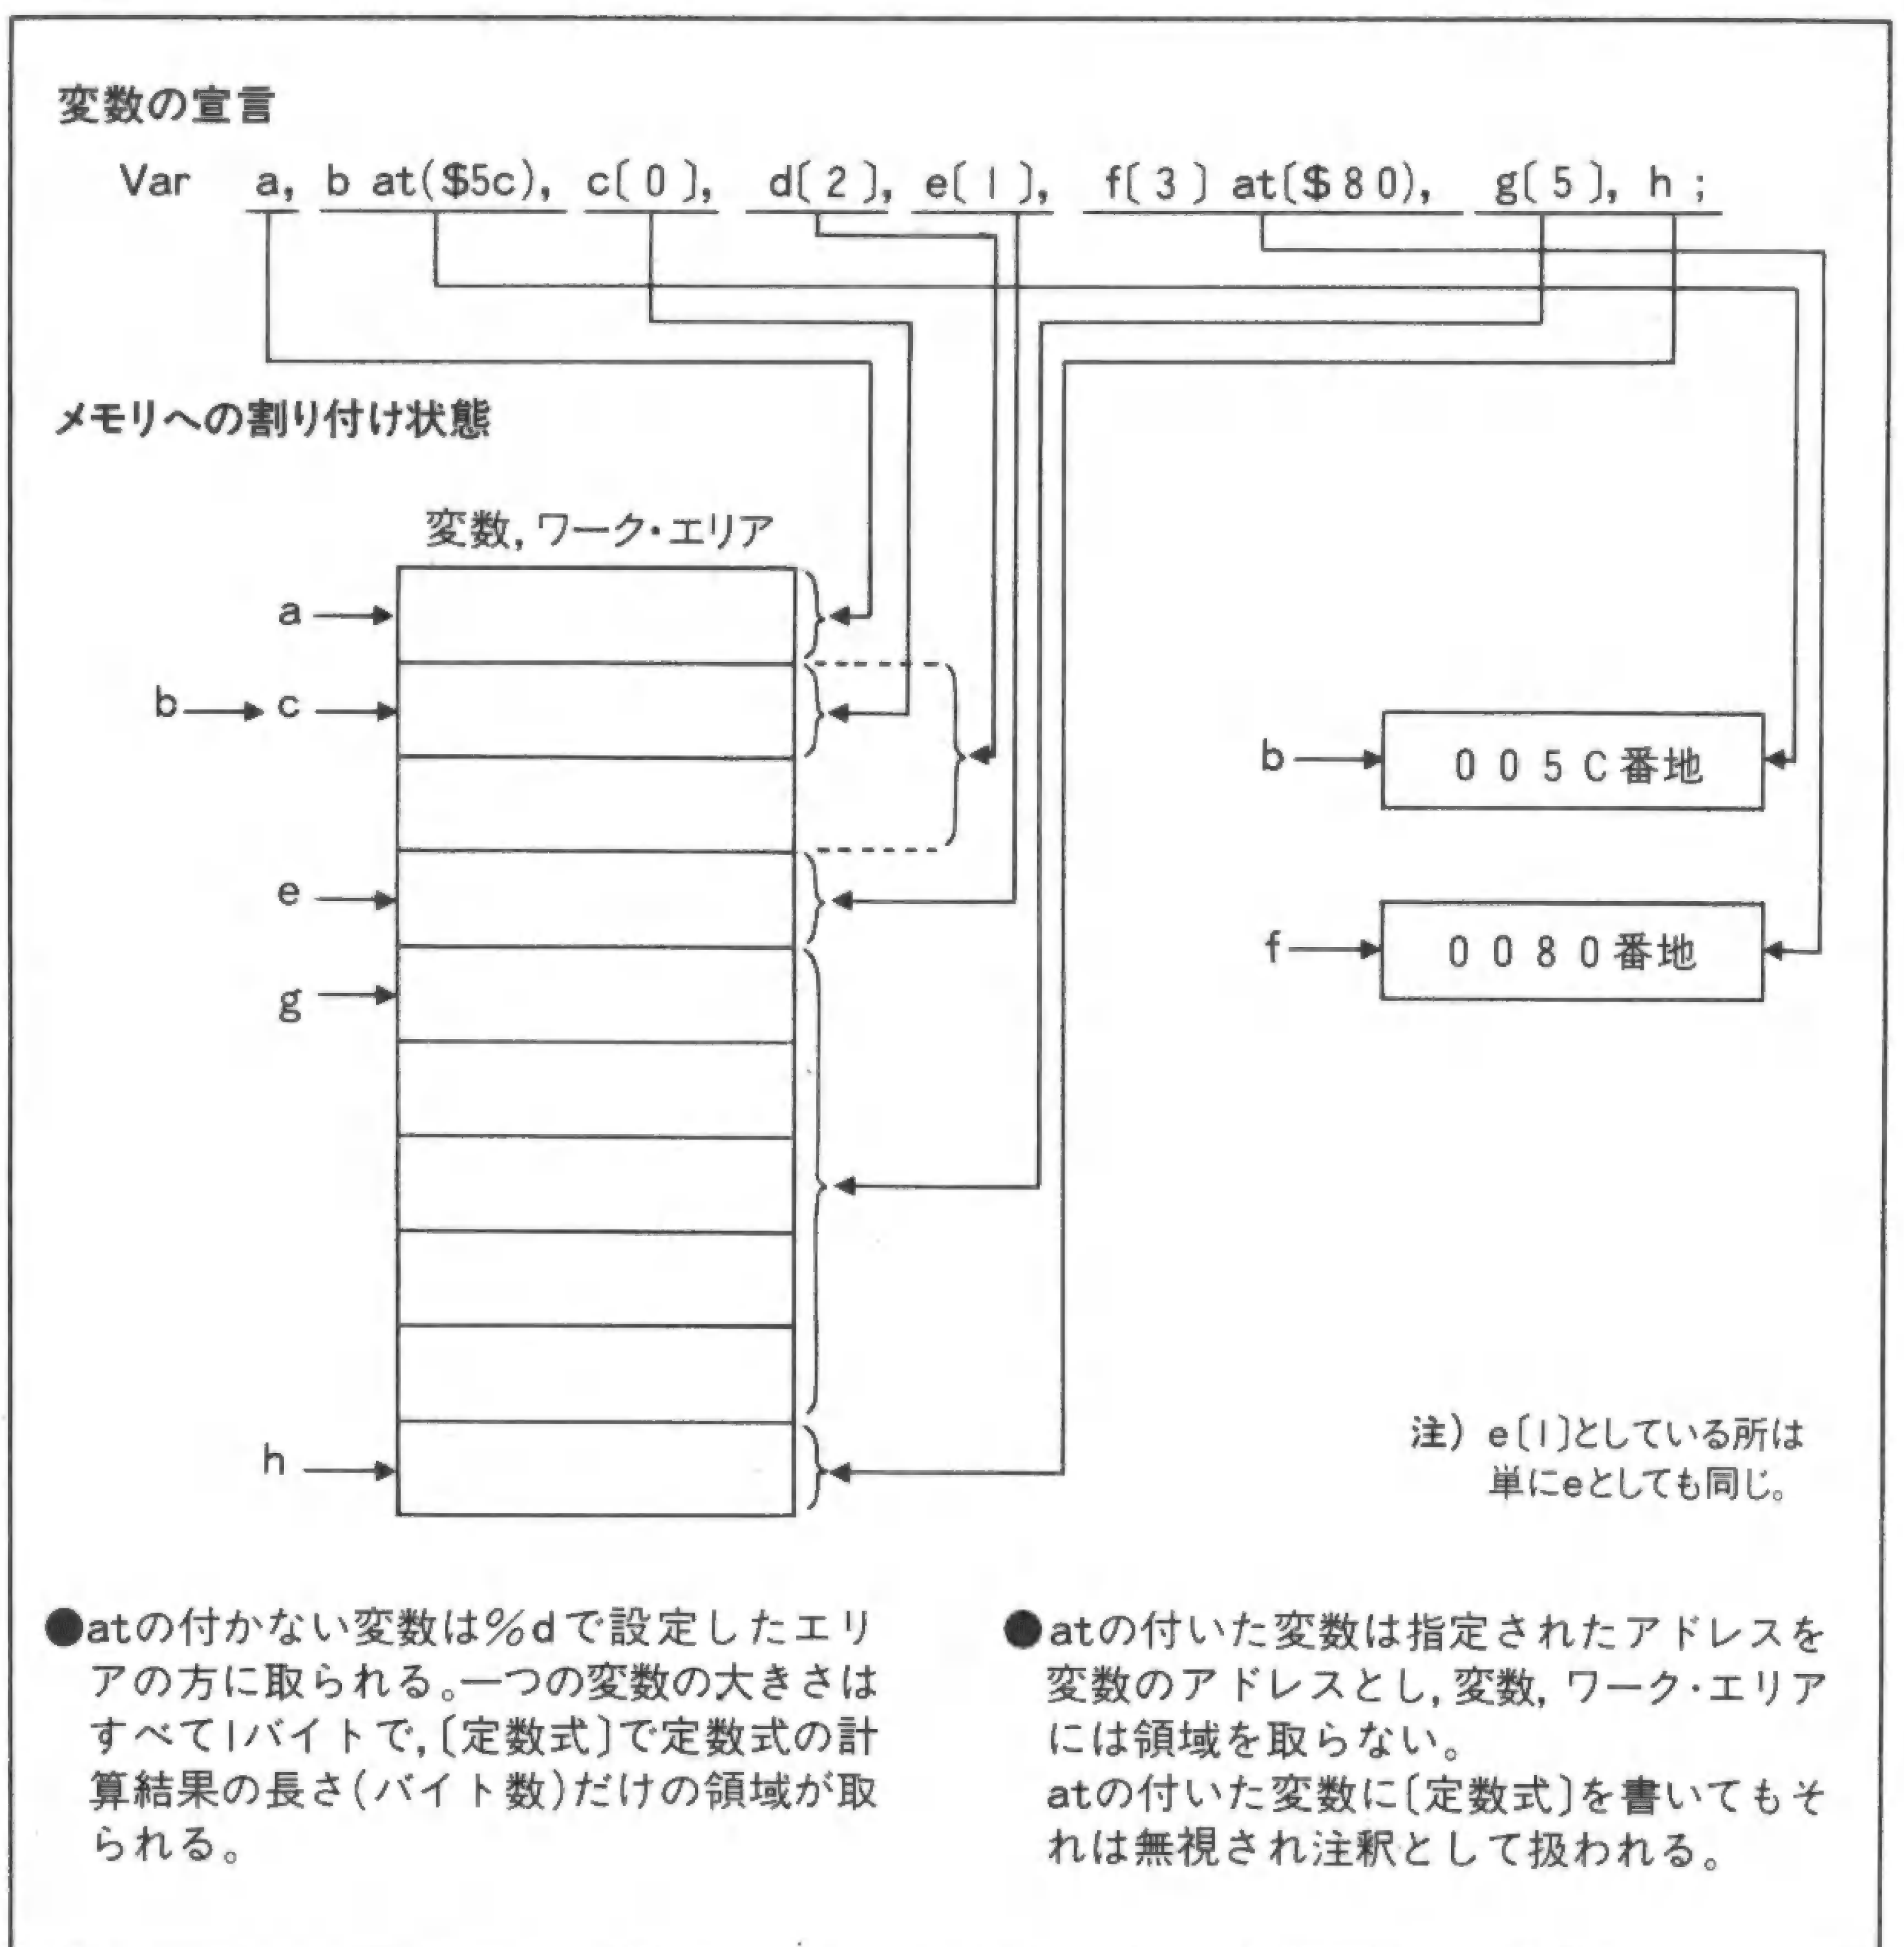 変数の宣言
Var a, b at($5c), c〔0〕, d〔2〕, e〔1〕, f〔3〕at($80), g〔5〕, h;
メモリへの割り付け状態
変数, ワーク・エリア
a
b c
b 005C番地
e
f 0080番地
g
h
注) e〔1〕としている所は
単にeとしても同じ。
●atの付かない変数は%dで設定したエリ
アの方に取られる。一つの変数の大きさは
すべて1バイトで,〔定数式〕で定数式の計
算結果の長さ(バイト数)だけの領域が取
られる。
●atの付いた変数は指定されたアドレスを
変数のアドレスとし, 変数, ワーク・エリア
には領域を取らない。
atの付いた変数に〔定数式〕を書いてもそ
れは無視され注釈として扱われる。